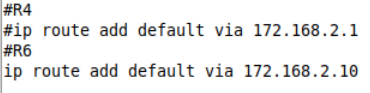 #R4
#ip route add default via 172.168.2.1
#R6
ip route add default via 172.168.2.10